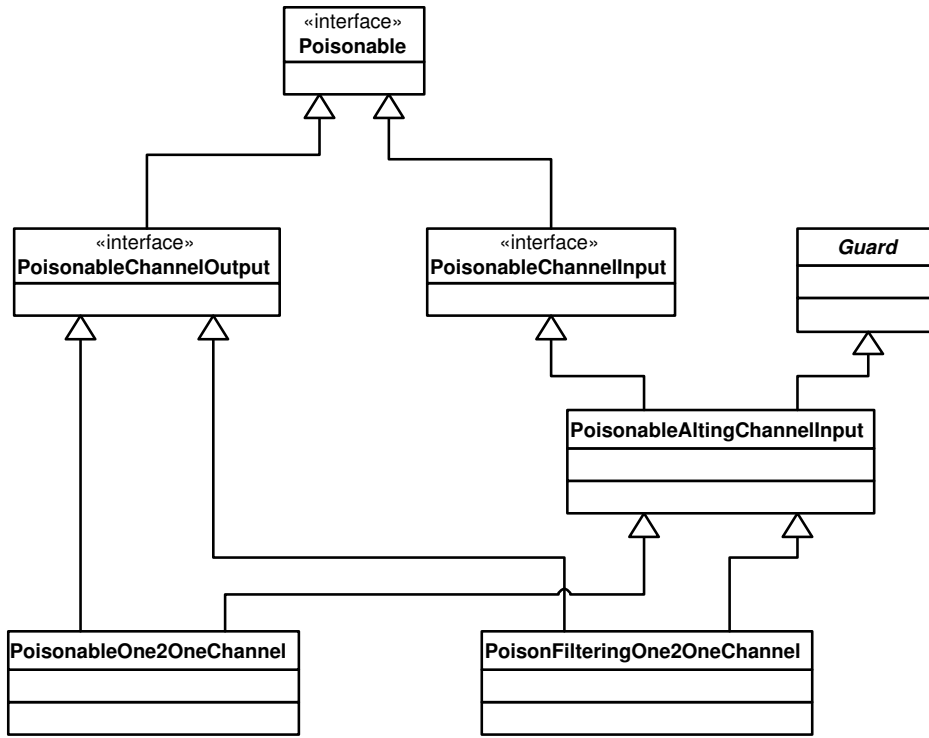 «interface»
Poisonable
«interface»
PoisonableChannelOutput
«interface»
PoisonableChannelInput
Guard
PoisonableAltingChannelInput
PoisonableOne2OneChannel
PoisonFilteringOne2OneChannel